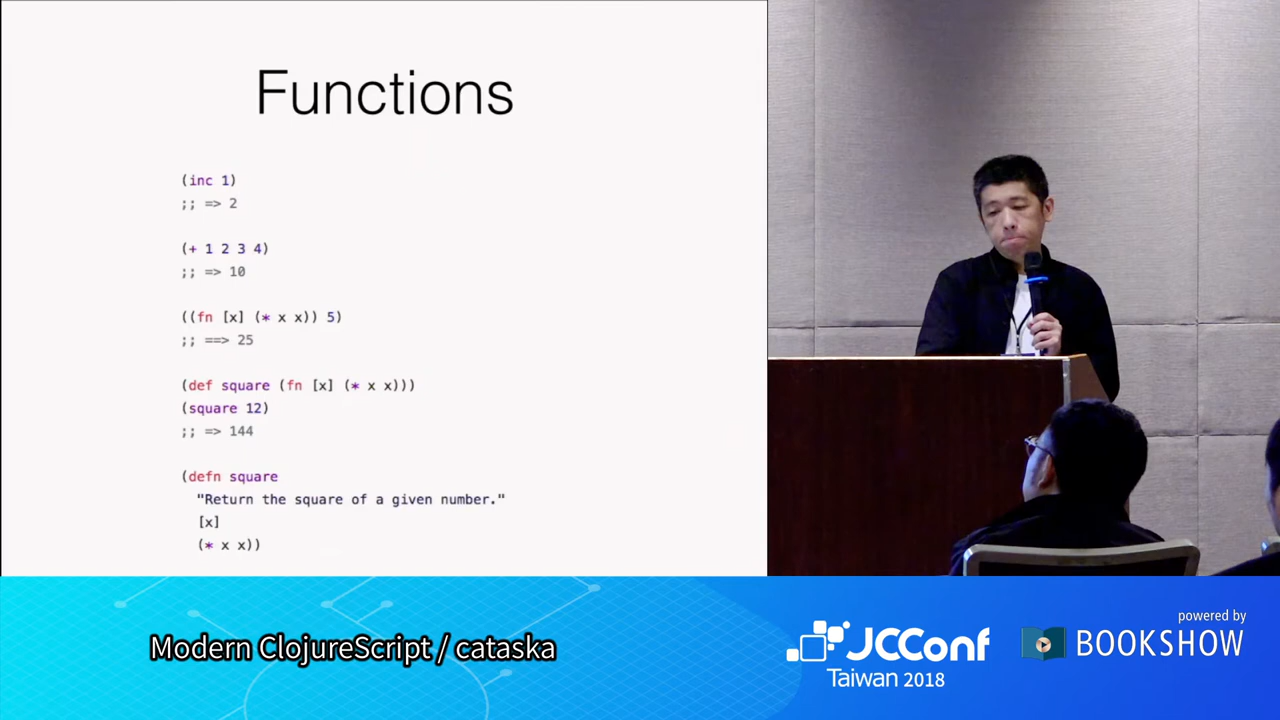 Functions
(inc 1)
;; => 2
(+ 1 2 3 4)
;; => 10
((fn [x] (* x x)) 5)
;; ==> 25
(def square (fn [x] (* x x)))
(square 12)
;; => 144
(defn square
"Return the square of a given number."
[x]
(* x x))
Modern ClojureScript / cataska
JCConf
Taiwan 2018
powered by
BOOKSHOW